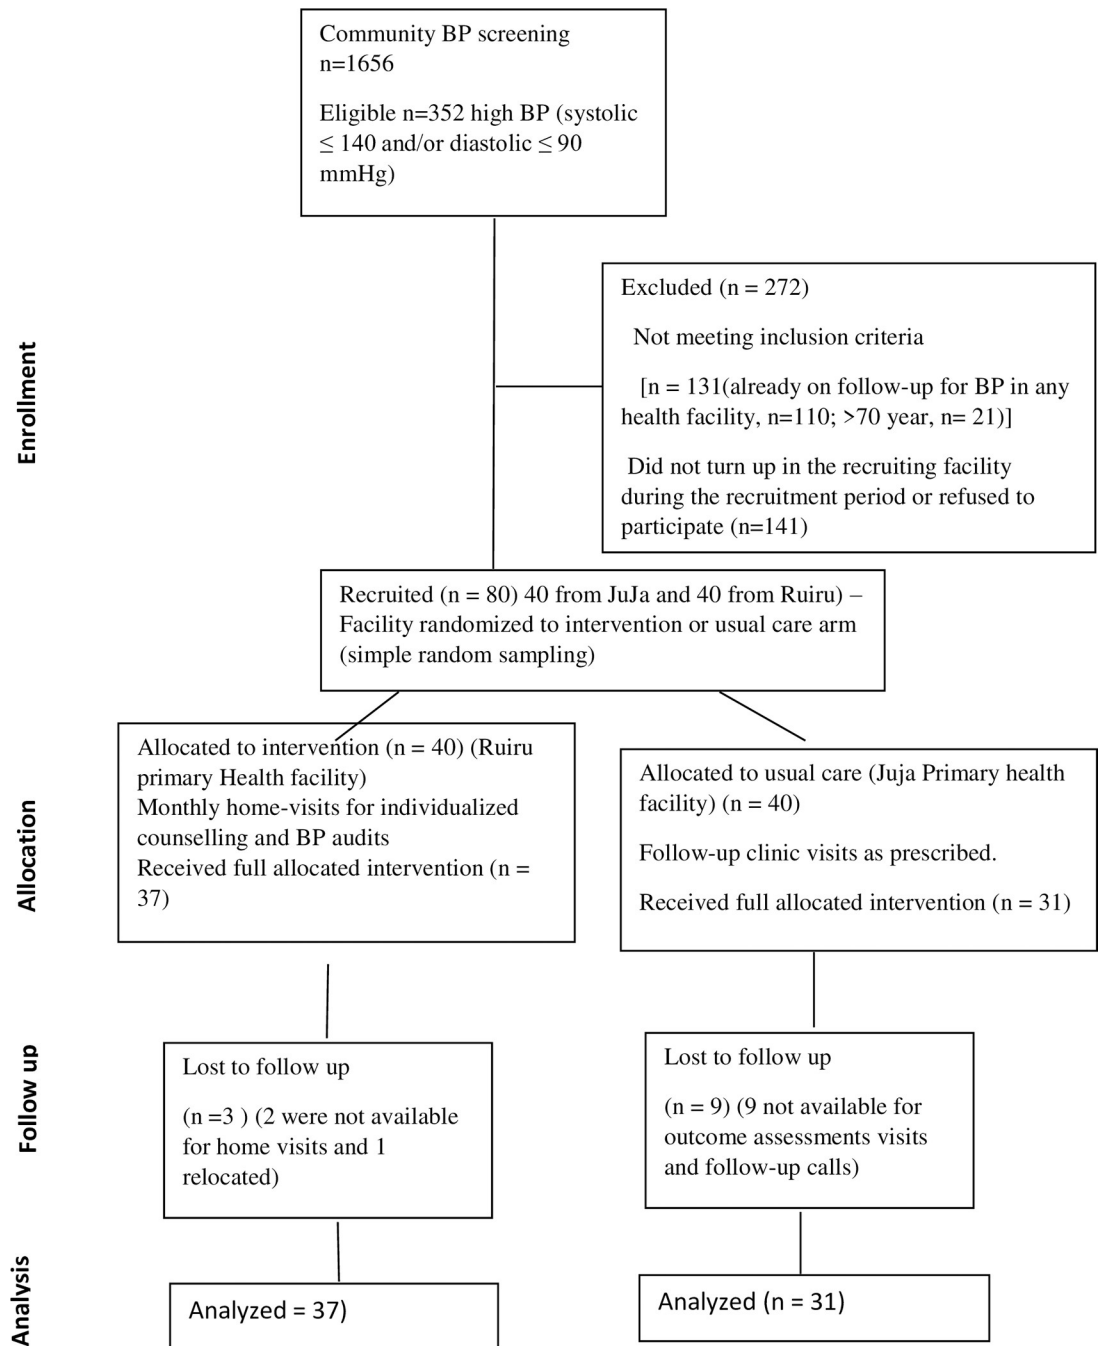 Community BP screening
n=1656
Eligible n=352 high BP (systolic
≤ 140 and/or diastolic ≤ 90
mmHg)
Enrollment
Excluded (n = 272)
Not meeting inclusion criteria
[n = 131(already on follow-up for BP in any
health facility, n=110; >70 year, n= 21)]
Did not turn up in the recruiting facility
during the recruitment period or refused to
participate (n=141)
Recruited (n = 80) 40 from JuJa and 40 from Ruiru) –
Facility randomized to intervention or usual care arm
(simple random sampling)
Allocation
Allocated to intervention (n = 40) (Ruiru
primary Health facility)
Monthly home-visits for individualized
counselling and BP audits
Received full allocated intervention (n =
37)
Allocated to usual care (Juja Primary health
facility) (n = 40)
Follow-up clinic visits as prescribed.
Received full allocated intervention (n = 31)
Follow up
Lost to follow up
(n =3 ) (2 were not available
for home visits and 1
relocated)
Lost to follow up
(n = 9) (9 not available for
outcome assessments visits
and follow-up calls)
Analysis
Analyzed = 37)
Analyzed (n = 31)